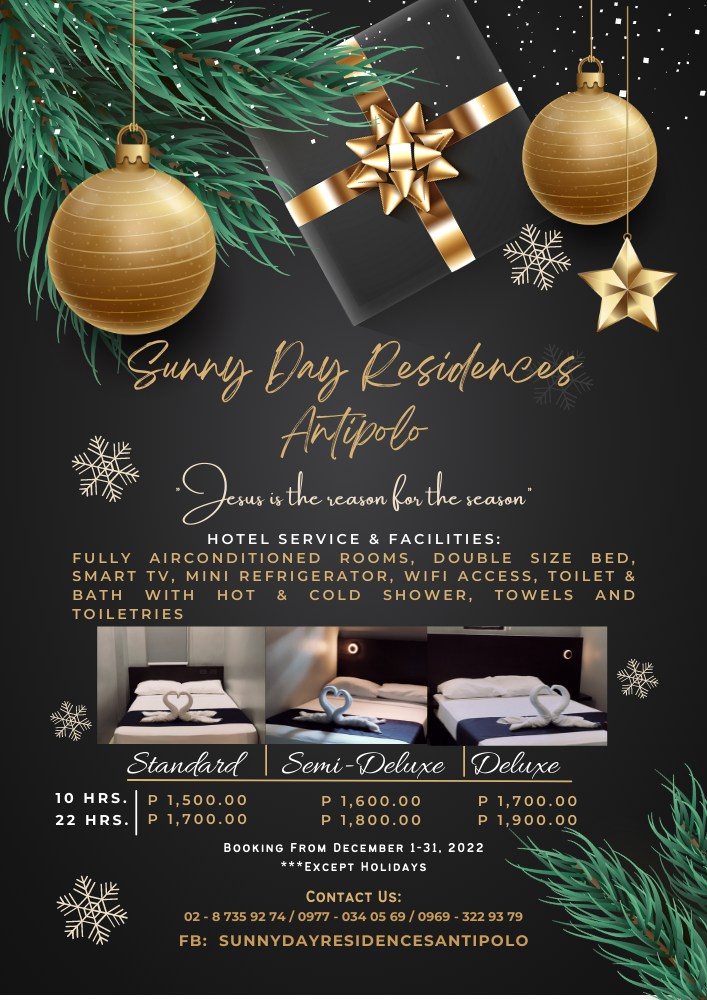 Sunny Day Residences
Antipolo
"Jesus is the reason for the season"
HOTEL SERVICE & FACILITIES:
FULLY AIRCONDITIONED ROOMS, DOUBLE SIZE BED,
SMART TV, MINI REFRIGERATOR, WIFI ACCESS, TOILET &
BATH WITH HOT & COLD SHOWER, TOWELS AND
TOILETRIES
Standard | Semi-Deluxe | Deluxe
10 HRS. P 1,500.00 P 1,600.00 P 1,700.00
22 HRS. P 1,700.00 P 1,800.00 P 1,900.00
BOOKING FROM DECEMBER 1-31, 2022
***EXCEPT HOLIDAYS
CONTACT US:
02 - 8 735 92 74 / 0977 - 034 05 69 / 0969 - 322 93 79
FB: SUNNYDAYRESIDENCESANTIPOLO